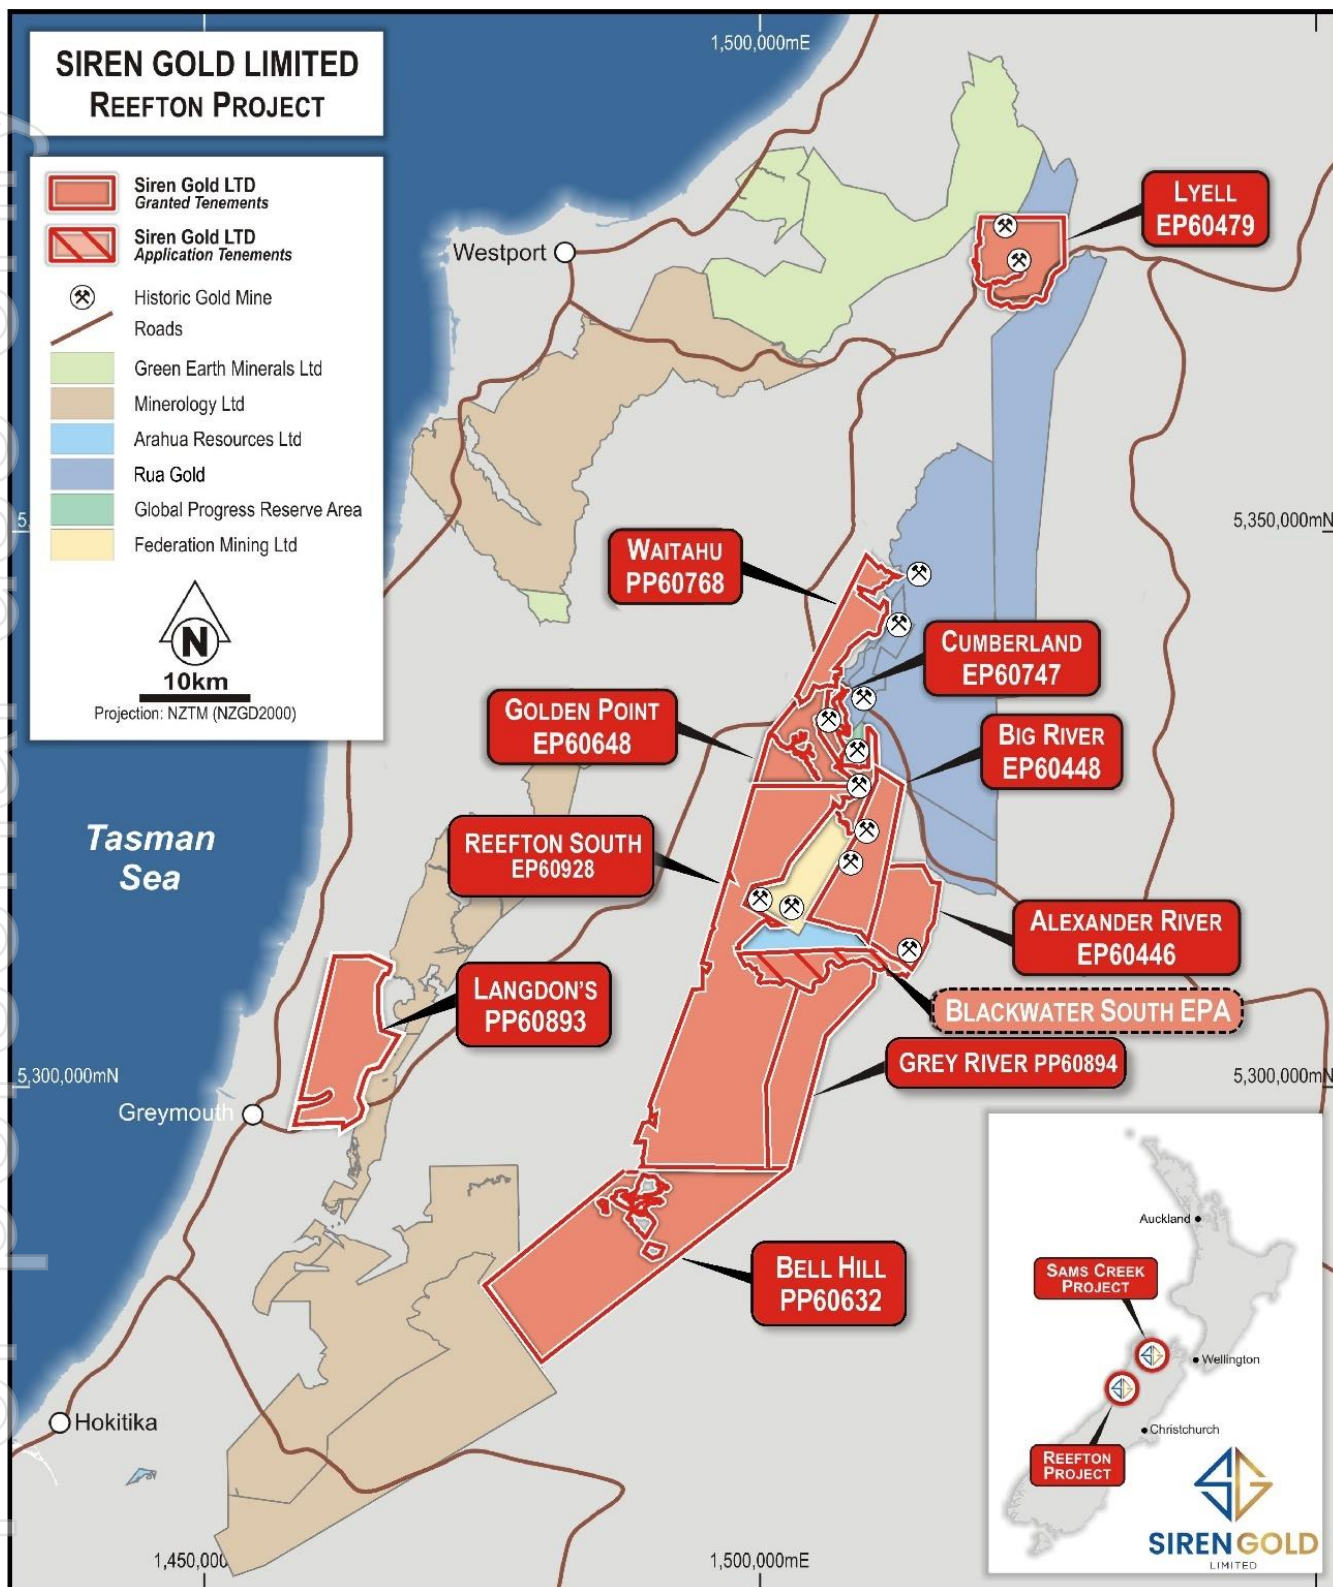 SIREN GOLD LIMITED
REEFTON PROJECT
Siren Gold LTD
Granted Tenements
Siren Gold LTD
Application Tenements
Historic Gold Mine
Roads
Green Earth Minerals Ltd
Minerology Ltd
Arahua Resources Ltd
Rua Gold
Global Progress Reserve Area
Federation Mining Ltd
N
10km
Projection: NZTM (NZGD2000)
1,500,000mE
Westport
LYELL
EP60479
5,350,000mN
WAITAHU
PP60768
CUMBERLAND
EP60747
GOLDEN POINT
EP60648
BIG RIVER
EP60448
Tasman
Sea
REEFTON SOUTH
EP60928
ALEXANDER RIVER
EP60446
LANGDON'S
PP60893
BLACKWATER SOUTH EPA
GREY RIVER PP60894
5,300,000mN
5,300,000mN
Greymouth
BELL HILL
PP60632
Hokitika
1,450,000
1,500,000mE
Auckland
SAMS CREEK
PROJECT
Wellington
Christchurch
REEFTON
PROJECT
SIREN GOLD
LIMITED